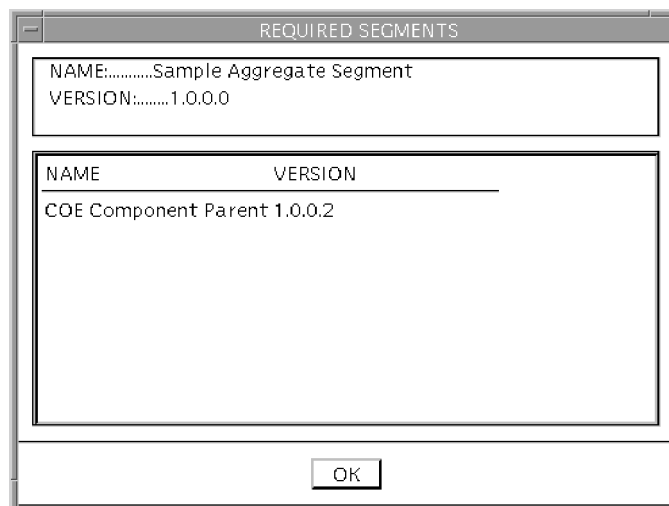 REQUIRED SEGMENTS
NAME:...........Sample Aggregate Segment
VERSION:........1.0.0.0
NAME VERSION
COE Component Parent 1.0.0.2
OK